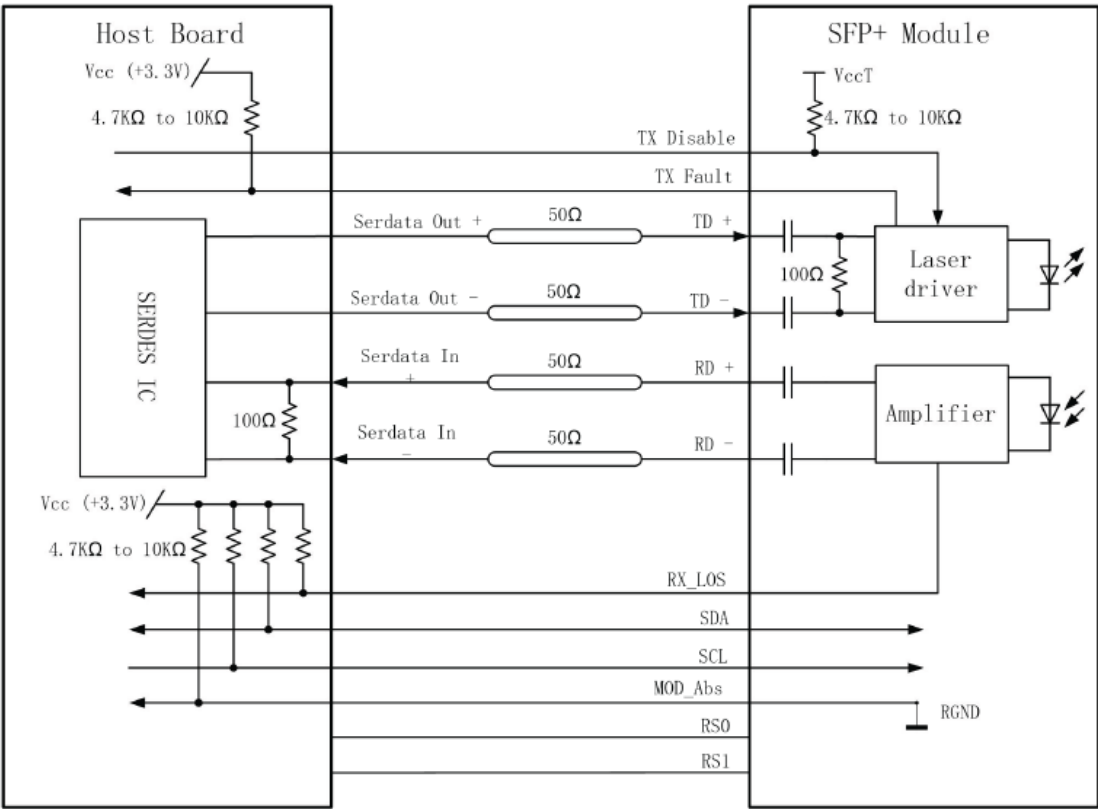 Host Board
SFP+ Module
Vcc (+3.3V)
VccT
4.7KΩ to 10KΩ
4.7KΩ to 10KΩ
TX Disable
TX Fault
Serdata Out +
50Ω
TD +
100Ω
Laser
driver
Serdata Out -
50Ω
TD -
SERDES IC
Serdata In
+
50Ω
RD +
100Ω
Amplifier
Serdata In
-
50Ω
RD -
Vcc (+3.3V)
4.7KΩ to 10KΩ
RX_LOS
SDA
SCL
MOD_Abs
RGND
RS0
RS1